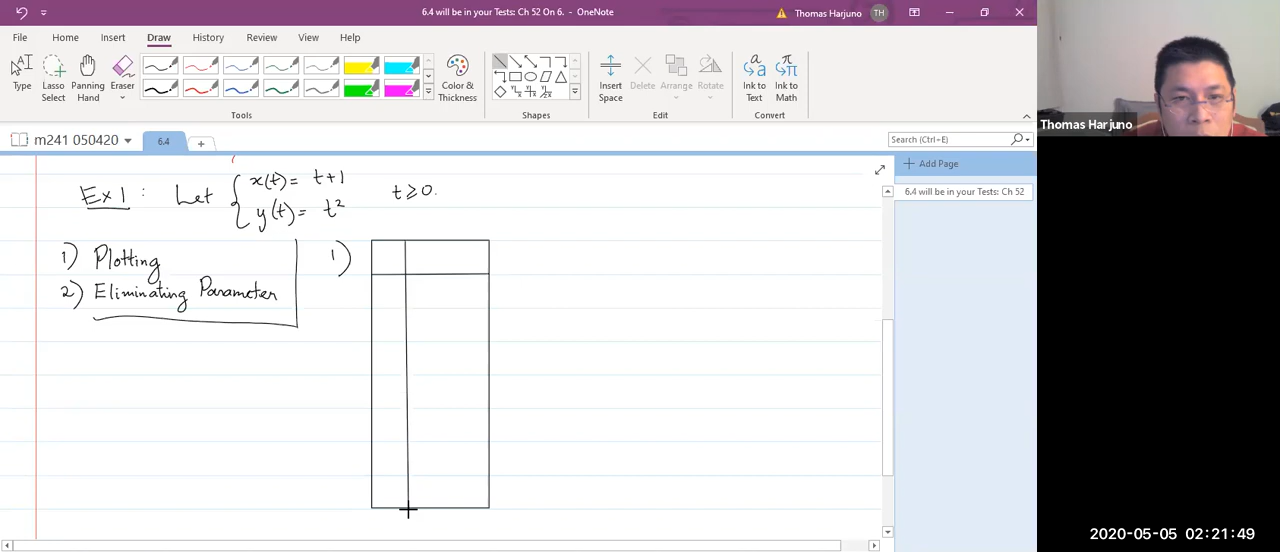 6.4 will be in your Tests: Ch 52 On 6. - OneNote
Thomas Harjuno TH
File Home Insert Draw History Review View Help
Type Lasso Select Panning Hand Eraser Color & Thickness Insert Space Delete Arrange Rotate Ink to Text Ink to Math
Tools Shapes Edit Convert
Thomas Harjuno
m241 050420 6.4 + Search (Ctrl+E)
+ Add Page
6.4 will be in your Tests: Ch 52
Ex 1 : Let { x(t) = t+1 t ≥ 0.
y(t) = t²
1) Plotting 1)
2) Eliminating Parameter
2020-05-05 02:21:49